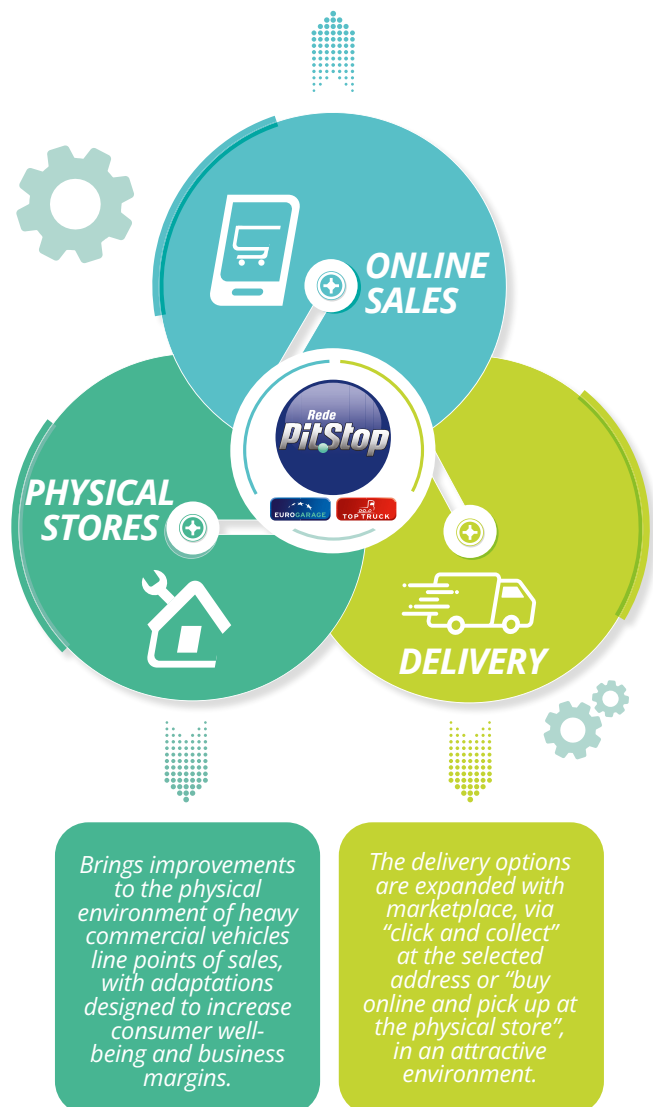 ONLINE
SALES
Rede
PitStop
EUROGARAGE
TOPTRUCK
PHYSICAL
STORES
DELIVERY
Brings improvements
to the physical
environment of heavy
commercial vehicles
line points of sales,
with adaptations
designed to increase
consumer well-
being and business
margins.
The delivery options
are expanded with
marketplace, via
“click and collect”
at the selected
address or “buy
online and pick up at
the physical store”,
in an attractive
environment.